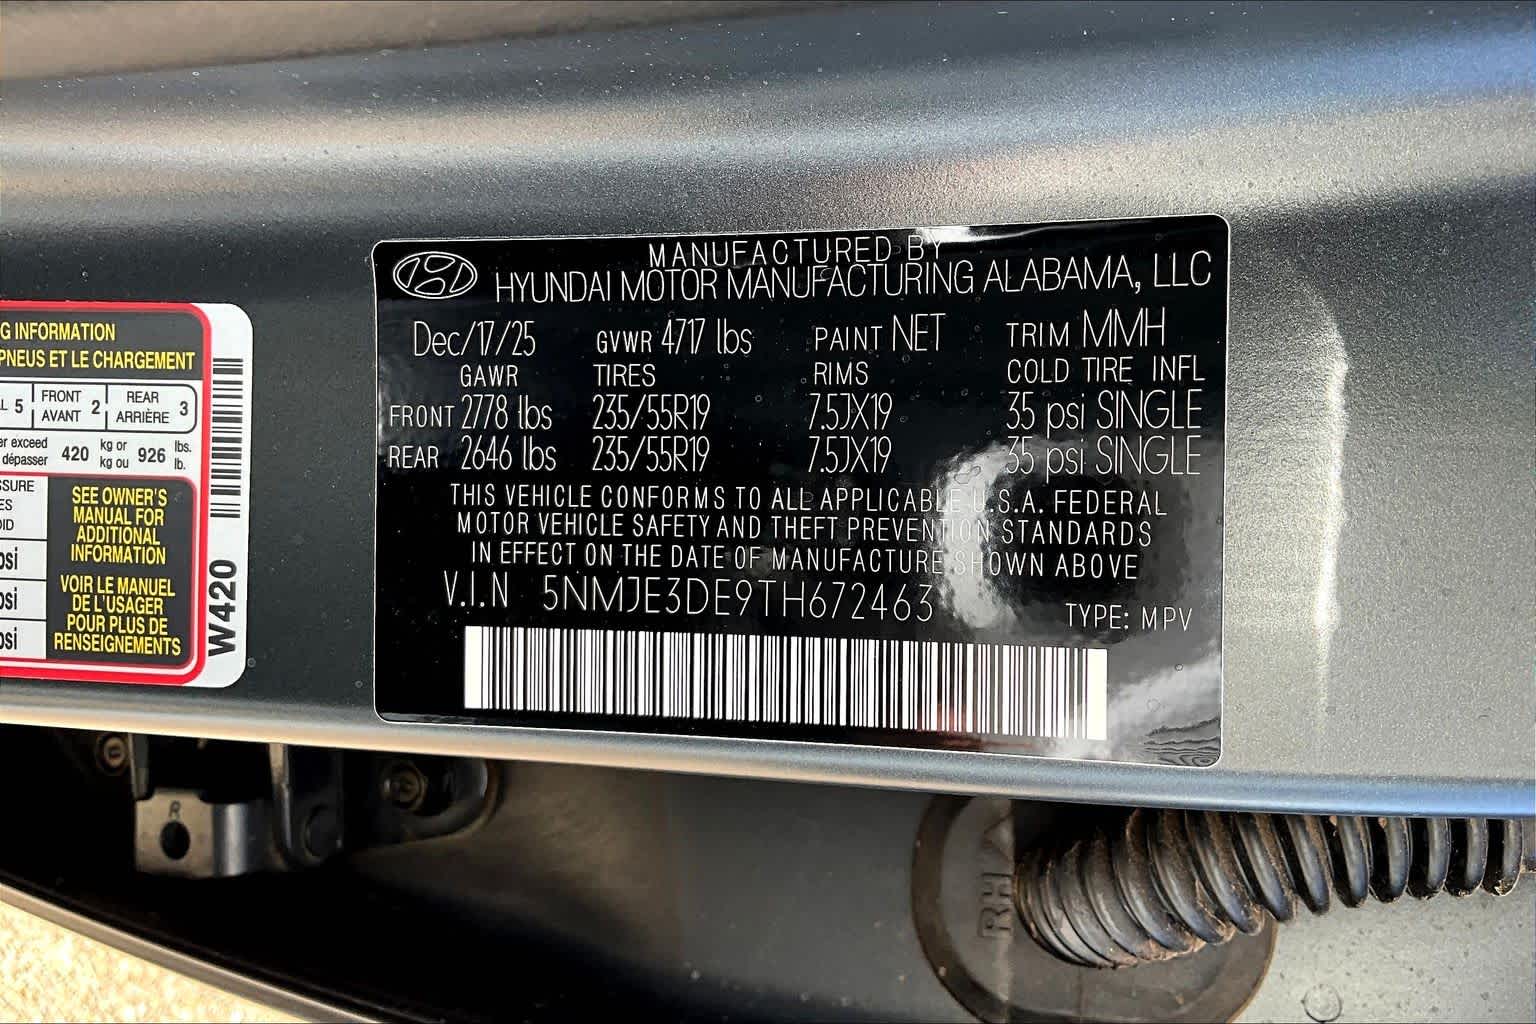 G INFORMATION
PNEUS ET LE CHARGEMENT
5 FRONT AVANT 2 REAR ARRIÈRE 3
exceed
dépasser 420 kg or kg ou 926 lbs. lb.
SEE OWNER'S
MANUAL FOR
ADDITIONAL
INFORMATION
VOIR LE MANUEL
DE L'USAGER
POUR PLUS DE
RENSEIGNEMENTS
W420
MANUFACTURED BY
HYUNDAI MOTOR MANUFACTURING ALABAMA, LLC
Dec/17/25 GVWR 4717 lbs PAINT NET TRIM MMH
GAWR TIRES RIMS COLD TIRE INFL
FRONT 2778 lbs 235/55R19 7.5JX19 35 psi SINGLE
REAR 2646 lbs 235/55R19 7.5JX19 35 psi SINGLE
THIS VEHICLE CONFORMS TO ALL APPLICABLE U.S.A. FEDERAL
MOTOR VEHICLE SAFETY AND THEFT PREVENTION STANDARDS
IN EFFECT ON THE DATE OF MANUFACTURE SHOWN ABOVE
V.I.N 5NMJE3DE9TH672463
TYPE: MPV
R
RH